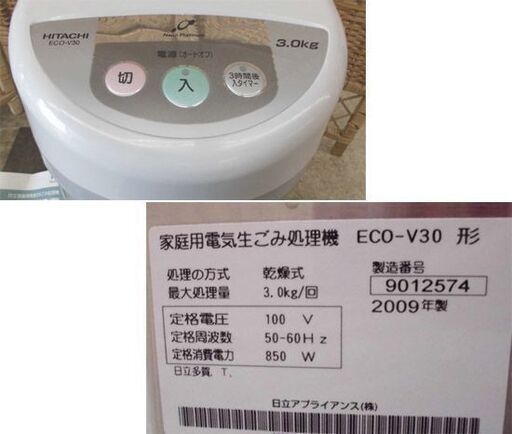 HITACHI
ECO-V30
Nano Platinum
3.0kg
電源(オートオフ)
切
入
3時間後
入タイマー
家庭用電気生ごみ処理機 ECO-V30 形
処理の方式 乾燥式
最大処理量 3.0kg/回
製造番号
9012574
2009年製
定格電圧 100 V
定格周波数 50-60Hz
定格消費電力 850 W
日立多賀. T.
日立アプライアンス(株)